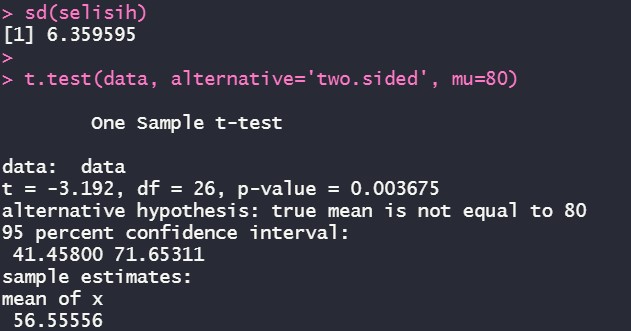 > sd(selisih)
[1] 6.359595
>
> t.test(data, alternative='two.sided', mu=80)
One Sample t-test
data:  data
t = -3.192, df = 26, p-value = 0.003675
alternative hypothesis: true mean is not equal to 80
95 percent confidence interval:
41.45800 71.65311
sample estimates:
mean of x
56.55556